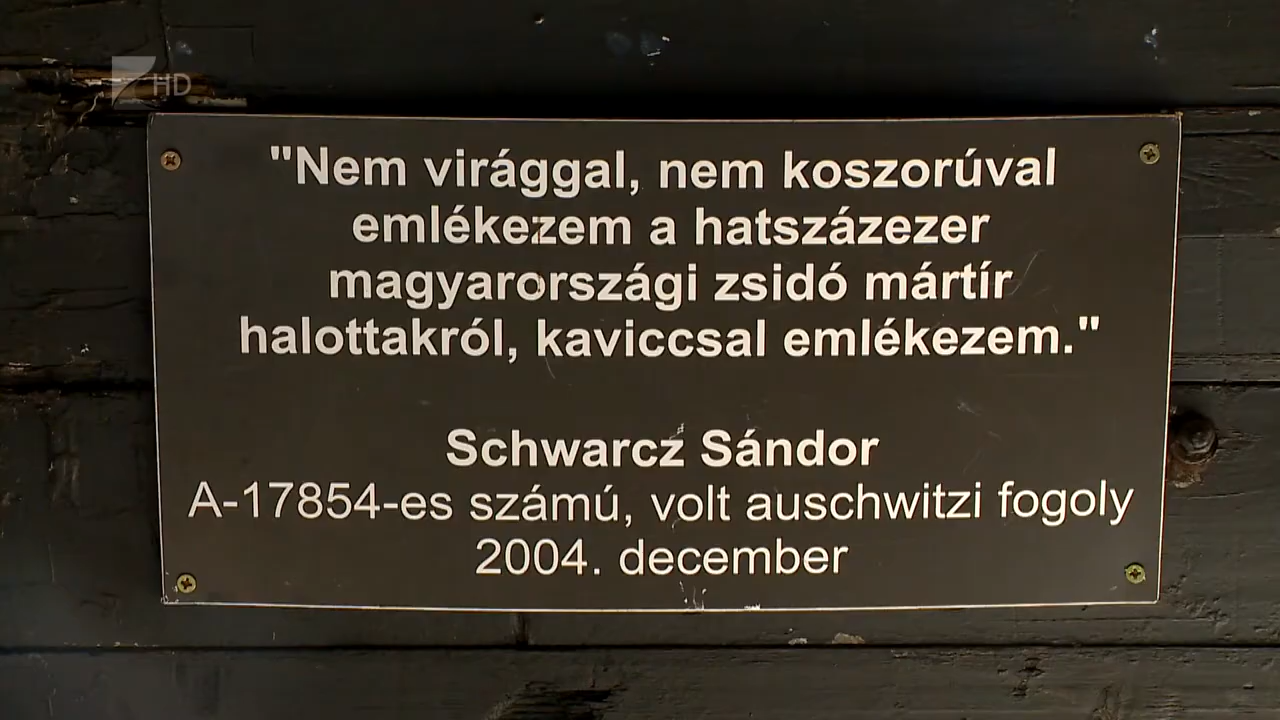 HD
"Nem virággal, nem koszorúval
emlékezem a hatszázezer
magyarországi zsidó mártír
halottakról, kaviccsal emlékezem."
Schwarcz Sándor
A-17854-es számú, volt auschwitzi fogoly
2004. december